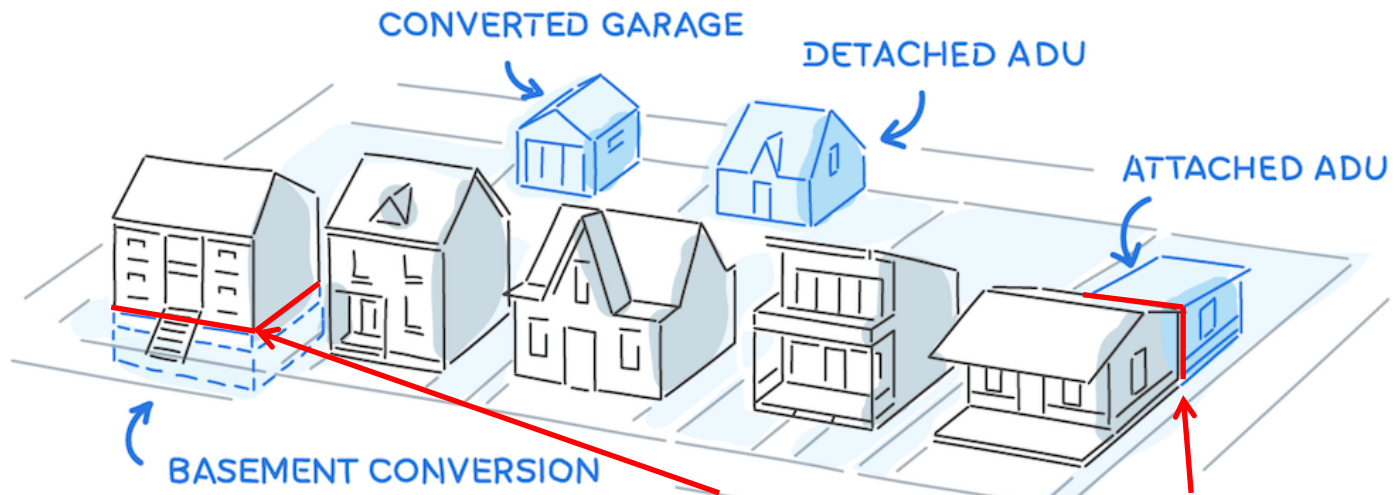 CONVERTED GARAGE
DETACHED ADU
ATTACHED ADU
BASEMENT CONVERSION